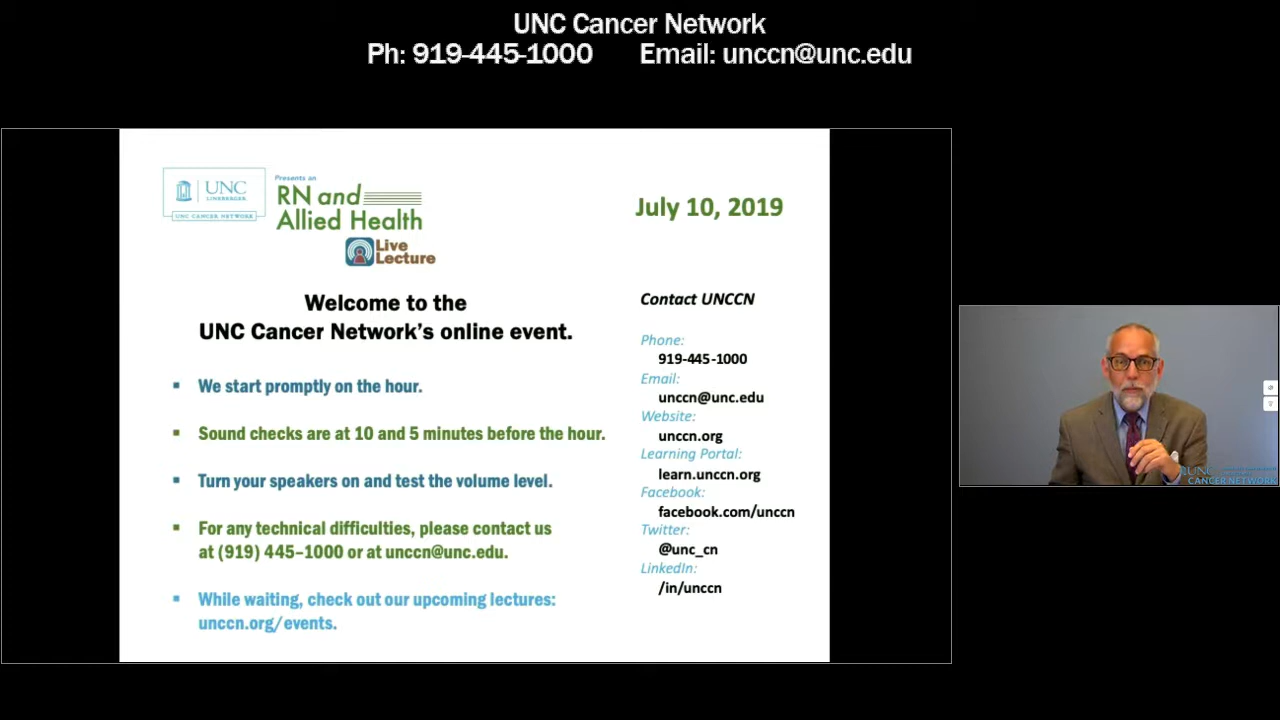 UNC Cancer Network
Ph: 919-445-1000 Email: unccn@unc.edu
UNC
LINEBERGER
UNC CANCER NETWORK
Presents an
RN and
Allied Health
Live
Lecture
July 10, 2019
Welcome to the
UNC Cancer Network's online event.
▪ We start promptly on the hour.
▪ Sound checks are at 10 and 5 minutes before the hour.
▪ Turn your speakers on and test the volume level.
▪ For any technical difficulties, please contact us
at (919) 445–1000 or at unccn@unc.edu.
▪ While waiting, check out our upcoming lectures:
unccn.org/events.
Contact UNCCN
Phone:
919-445-1000
Email:
unccn@unc.edu
Website:
unccn.org
Learning Portal:
learn.unccn.org
Facebook:
facebook.com/unccn
Twitter:
@unc_cn
LinkedIn:
/in/unccn
UNC
CANCER NETWORK